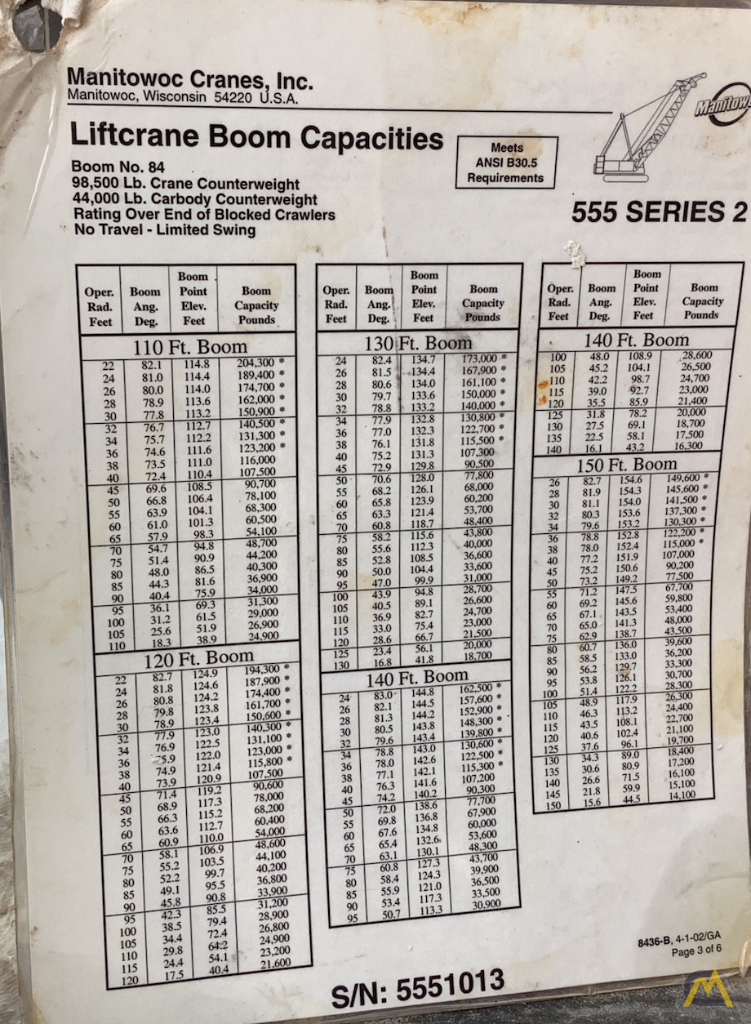 Manitowoc Cranes, Inc.
Manitowoc, Wisconsin 54220 U.S.A.
Manitow
Liftcrane Boom Capacities
Meets
ANSI B30.5
Requirements
Boom No. 84
98,500 Lb. Crane Counterweight
44,000 Lb. Carbody Counterweight
Rating Over End of Blocked Crawlers
No Travel - Limited Swing
555 SERIES 2
Oper. Rad. Feet Boom Ang. Deg. Boom Point Elev. Feet Boom Capacity Pounds
110 Ft. Boom
22 82.1 114.8 204,300 *
24 81.0 114.4 189,400 *
26 80.0 114.0 174,700 *
28 78.9 113.6 162,000 *
30 77.8 113.2 150,900 *
32 76.7 112.7 140,500 *
34 75.7 112.2 131,300 *
36 74.6 111.6 123,200 *
38 73.5 111.0 116,000
40 72.4 110.4 107,500
45 69.6 108.5 90,700
50 66.8 106.4 78,100
55 63.9 104.1 68,300
60 61.0 101.3 60,500
65 57.9 98.3 54,100
70 54.7 94.8 48,700
75 51.4 90.9 44,200
80 48.0 86.5 40,300
85 44.3 81.6 36,900
90 40.4 75.9 34,000
95 36.1 69.3 31,300
100 31.2 61.5 29,000
105 25.6 51.9 26,900
110 18.3 38.9 24,900
120 Ft. Boom
22 82.7 124.9 194,300 *
24 81.8 124.6 187,900 *
26 80.8 124.2 174,400 *
28 79.8 123.8 161,700 *
30 78.9 123.4 150,600 *
32 77.9 123.0 140,300 *
34 76.9 122.5 131,100 *
36 75.9 122.0 123,000 *
38 74.9 121.4 115,800 *
40 73.9 120.9 107,500
45 71.4 119.2 90,600
50 68.9 117.3 78,000
55 66.3 115.2 68,200
60 63.6 112.7 60,400
65 60.9 110.0 54,000
70 58.1 106.9 48,600
75 55.2 103.5 44,100
80 52.2 99.7 40,200
85 49.1 95.5 36,800
90 45.8 90.8 33,900
95 42.3 85.5 31,200
100 38.5 79.4 28,900
105 34.4 72.4 26,800
110 29.8 64.2 24,900
115 24.4 54.1 23,200
120 17.5 40.4 21,600
Oper. Rad. Feet Boom Ang. Deg. Boom Point Elev. Feet Boom Capacity Pounds
130 Ft. Boom
24 82.4 134.7 173,000 *
26 81.5 134.4 167,900 *
28 80.6 134.0 161,100 *
30 79.7 133.6 150,000 *
32 78.8 133.2 140,000 *
34 77.9 132.8 130,800 *
36 77.0 132.3 122,700 *
38 76.1 131.8 115,500 *
40 75.2 131.3 107,300
45 72.9 129.8 90,500
50 70.6 128.0 77,800
55 68.2 126.1 68,000
60 65.8 123.9 60,200
65 63.3 121.4 53,700
70 60.8 118.7 48,400
75 58.2 115.6 43,800
80 55.6 112.3 40,000
85 52.8 108.5 36,600
90 50.0 104.4 33,600
95 47.0 99.9 31,000
100 43.9 94.8 28,700
105 40.5 89.1 26,600
110 36.9 82.7 24,700
115 33.0 75.4 23,000
120 28.6 66.7 21,500
125 23.4 56.1 20,000
130 16.8 41.8 18,700
140 Ft. Boom
24 83.0 144.8 162,500 *
26 82.1 144.5 157,600 *
28 81.3 144.2 152,900 *
30 80.5 143.8 148,300 *
32 79.6 143.4 139,800 *
34 78.8 143.0 130,600 *
36 78.0 142.6 122,500 *
38 77.1 142.1 115,300 *
40 76.3 141.6 107,200
45 74.2 140.2 90,300
50 72.0 138.6 77,700
55 69.8 136.8 67,900
60 67.6 134.8 60,000
65 65.4 132.6 53,600
70 63.1 130.1 48,300
75 60.8 127.3 43,700
80 58.4 124.3 39,900
85 55.9 121.0 36,500
90 53.4 117.3 33,500
95 50.7 113.3 30,900
Oper. Rad. Feet Boom Ang. Deg. Boom Point Elev. Feet Boom Capacity Pounds
140 Ft. Boom
100 48.0 108.9 28,600
105 45.2 104.1 26,500
110 42.2 98.7 24,700
115 39.0 92.7 23,000
120 35.5 85.9 21,400
125 31.8 78.2 20,000
130 27.5 69.1 18,700
135 22.5 58.1 17,500
140 16.1 43.2 16,300
150 Ft. Boom
26 82.7 154.6 149,600 *
28 81.9 154.3 145,600 *
30 81.1 154.0 141,500 *
32 80.3 153.6 137,300 *
34 79.6 153.2 130,300 *
36 78.8 152.8 122,200 *
38 78.0 152.4 115,000 *
40 77.2 151.9 107,000
45 75.2 150.6 90,200
50 73.2 149.2 77,500
55 71.2 147.5 67,700
60 69.2 145.6 59,800
65 67.1 143.5 53,400
70 65.0 141.3 48,000
75 62.9 138.7 43,500
80 60.7 136.0 39,600
85 58.5 133.0 36,200
90 56.2 129.7 33,300
95 53.8 126.1 30,700
100 51.4 122.2 28,300
105 48.9 117.9 26,300
110 46.3 113.2 24,400
115 43.5 108.1 22,700
120 40.6 102.4 21,100
125 37.6 96.1 19,700
130 34.3 89.0 18,400
135 30.6 80.9 17,200
140 26.6 71.5 16,100
145 21.8 59.9 15,100
150 15.6 44.5 14,100
8436-B, 4-1-02/GA
Page 3 of 6
S/N: 5551013